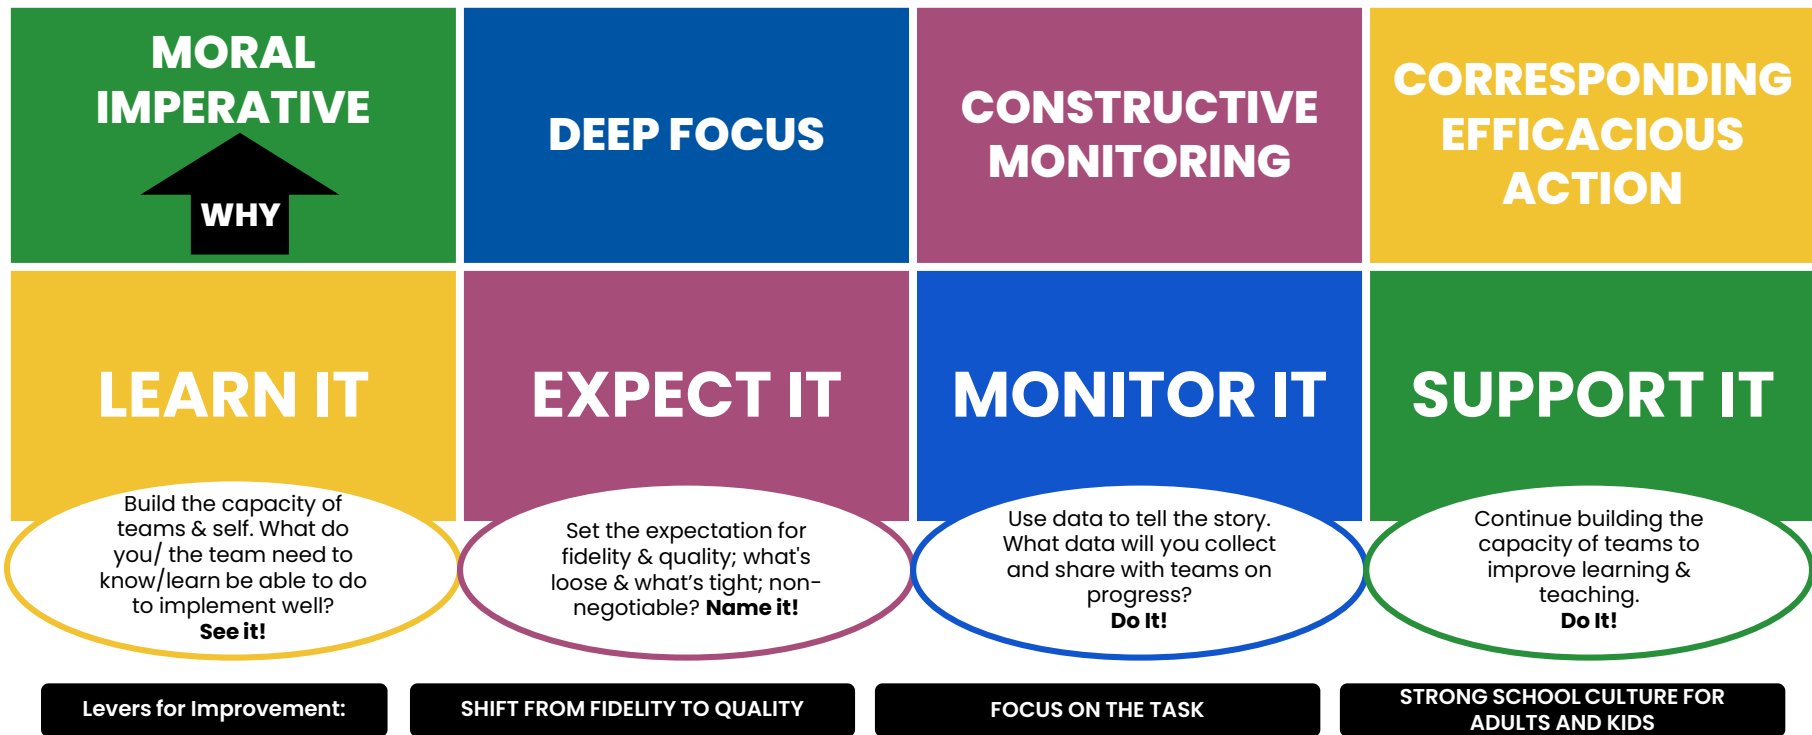 MORAL
IMPERATIVE
WHY
DEEP FOCUS
CONSTRUCTIVE
MONITORING
CORRESPONDING
EFFICACIOUS
ACTION
LEARN IT
EXPECT IT
MONITOR IT
SUPPORT IT
Build the capacity of
teams & self. What do
you/ the team need to
know/learn be able to do
to implement well?
See it!
Set the expectation for
fidelity & quality; what's
loose & what’s tight; non-
negotiable? Name it!
Use data to tell the story.
What data will you collect
and share with teams on
progress?
Do It!
Continue building the
capacity of teams to
improve learning &
teaching.
Do It!
Levers for Improvement:
SHIFT FROM FIDELITY TO QUALITY
FOCUS ON THE TASK
STRONG SCHOOL CULTURE FOR
ADULTS AND KIDS